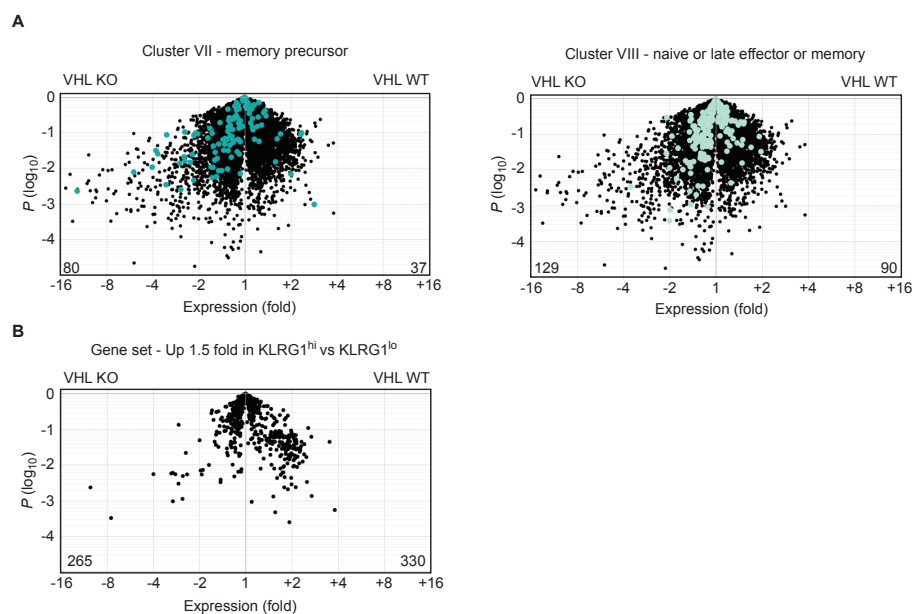 A
Cluster VII - memory precursor
VHL KO
VHL WT
0
-1
-2
-3
-4
P (log10)
80
37
-16
-8
-4
-2
1
+2
+4
+8
+16
Expression (fold)
Cluster VIII - naive or late effector or memory
VHL KO
VHL WT
0
-1
-2
-3
-4
P (log10)
129
90
-16
-8
-4
-2
1
+2
+4
+8
+16
Expression (fold)
B
Gene set - Up 1.5 fold in KLRG1hi vs KLRG1lo
VHL KO
VHL WT
0
-1
-2
-3
-4
P (log10)
265
330
-16
-8
-4
-2
1
+2
+4
+8
+16
Expression (fold)